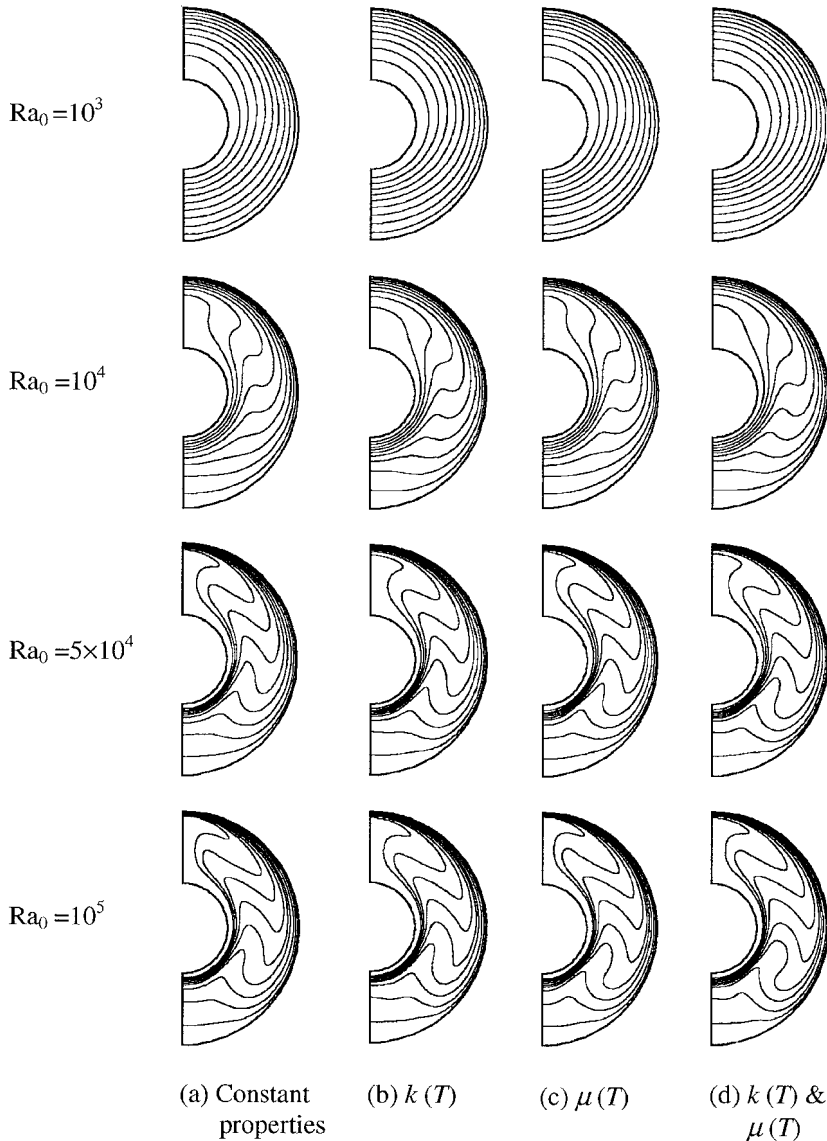 Ra₀ =10³
Ra₀ =10⁴
Ra₀ =5×10⁴
Ra₀ =10⁵
(a) Constant properties
(b) k (T)
(c) μ (T)
(d) k (T) & μ (T)